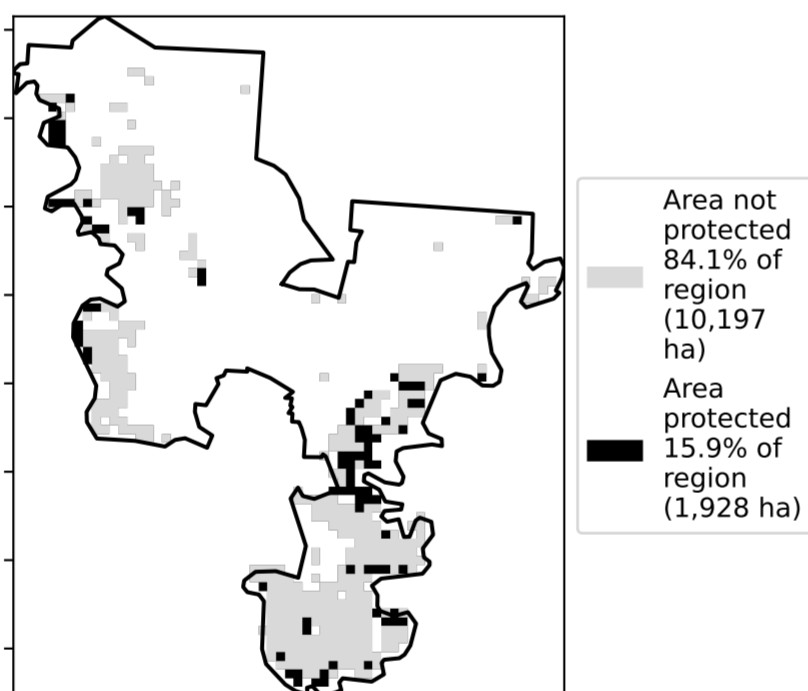 Area not
protected
84.1% of
region
(10,197
ha)
Area
protected
15.9% of
region
(1,928 ha)